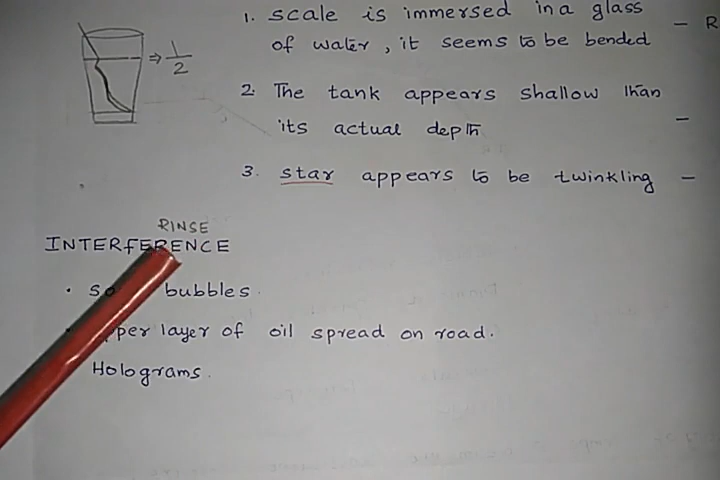 1. scale is immersed in a glass
of water, it seems to be bended – R
⇒ 1/2
2. The tank appears shallow than
its actual depth –
3. star appears to be twinkling –
RINSE
INTERFERENCE
• bubbles.
layer of oil spread on road.
Holograms.